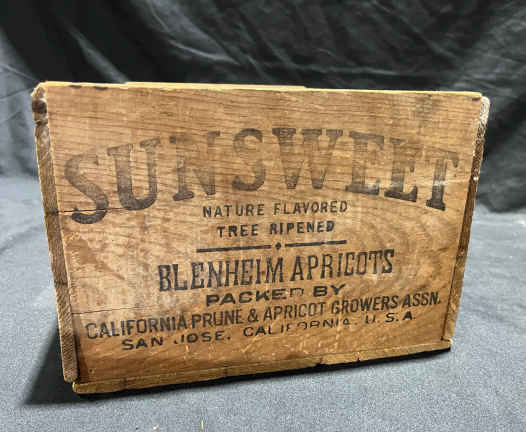 SUNSWEET
NATURE FLAVORED
TREE RIPENED
BLENHEIM APRICOTS
PACKED BY
CALIFORNIA PRUNE & APRICOT GROWERS ASSN.
SAN JOSE, CALIFORNIA, U.S.A.